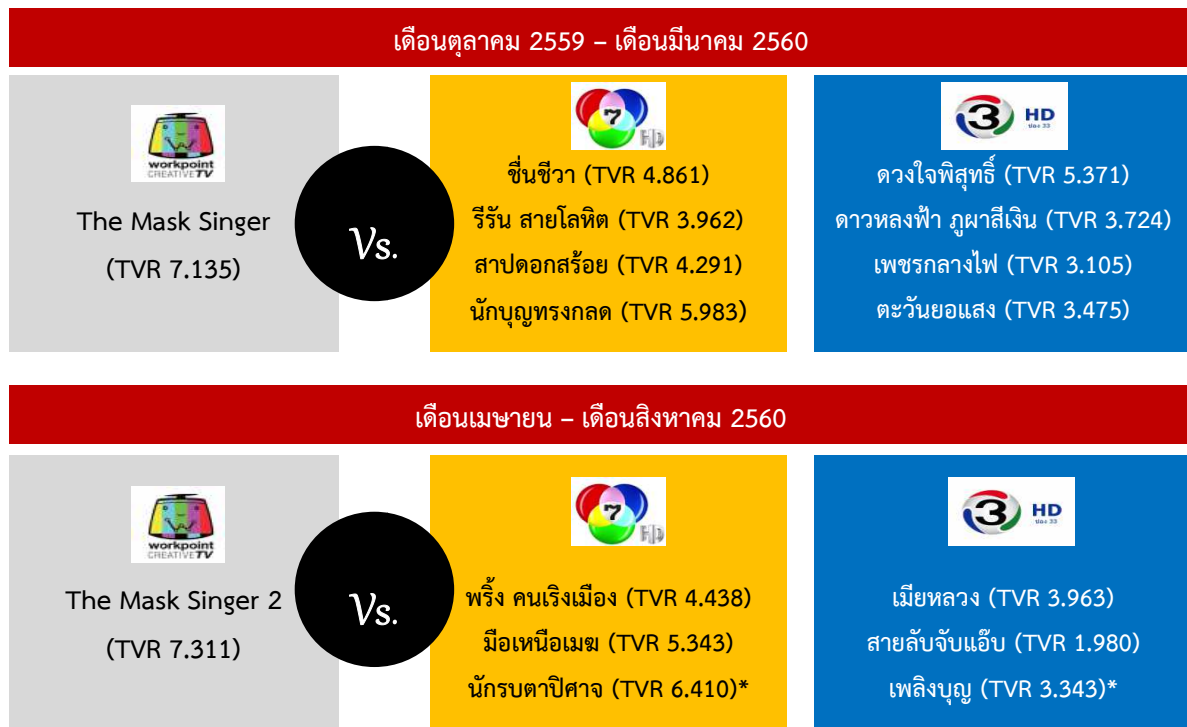 เดือนตุลาคม 2559 – เดือนมีนาคม 2560
workpoint
CREATIVE TV
The Mask Singer
(TVR 7.135)
Vs.
7
HD
ชื่นชีวา (TVR 4.861)
รีรัน สายโลหิต (TVR 3.962)
สาปดอกสร้อย (TVR 4.291)
นักบุญทรงกลด (TVR 5.983)
3 HD
ช่อง 33
ดวงใจพิสุทธิ์ (TVR 5.371)
ดาวหลงฟ้า ภูผาสีเงิน (TVR 3.724)
เพชรกลางไฟ (TVR 3.105)
ตะวันยอแสง (TVR 3.475)
เดือนเมษายน – เดือนสิงหาคม 2560
workpoint
CREATIVE TV
The Mask Singer 2
(TVR 7.311)
Vs.
7
HD
พริ้ง คนเริงเมือง (TVR 4.438)
มือเหนือเมฆ (TVR 5.343)
นักรบตาปิศาจ (TVR 6.410)*
3 HD
ช่อง 33
เมียหลวง (TVR 3.963)
สายลับจับแอ๊บ (TVR 1.980)
เพลิงบุญ (TVR 3.343)*